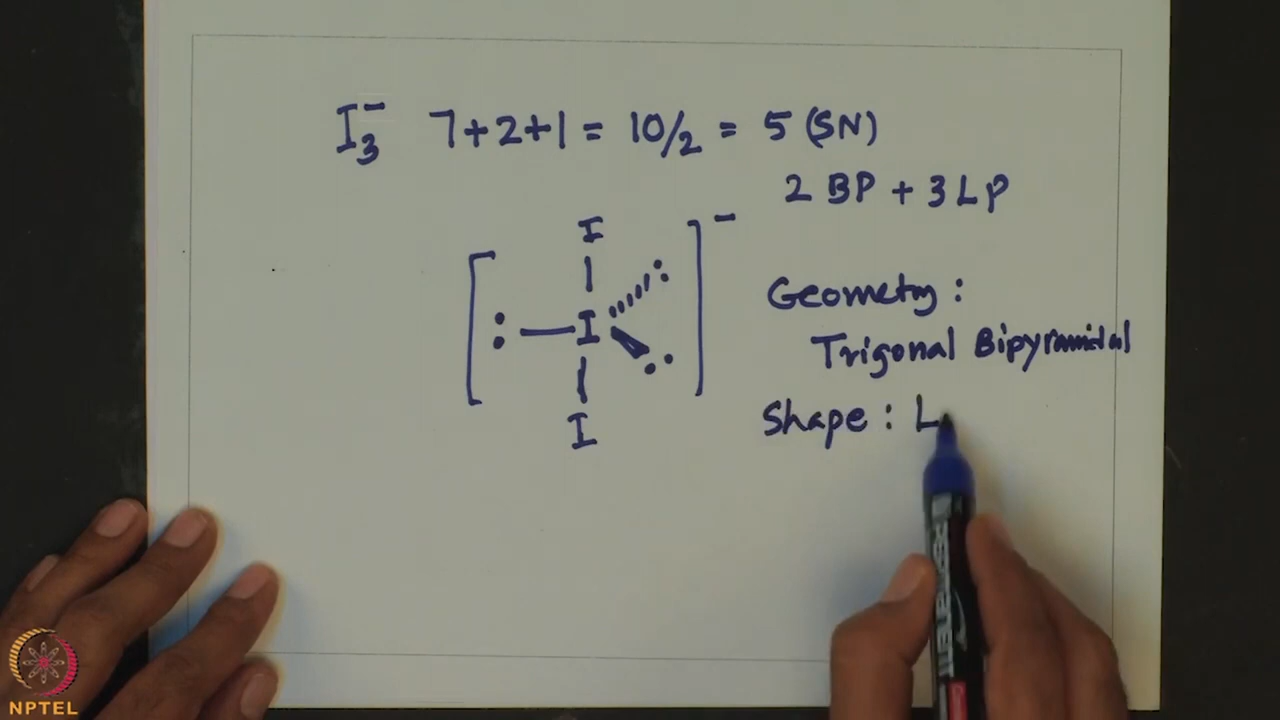 I₃⁻ 7+2+1 = 10/2 = 5 (SN)
2 BP + 3 LP
[ : — I — I — I : : ]⁻
Geometry :
Trigonal Bipyramidal
Shape : L
NPTEL